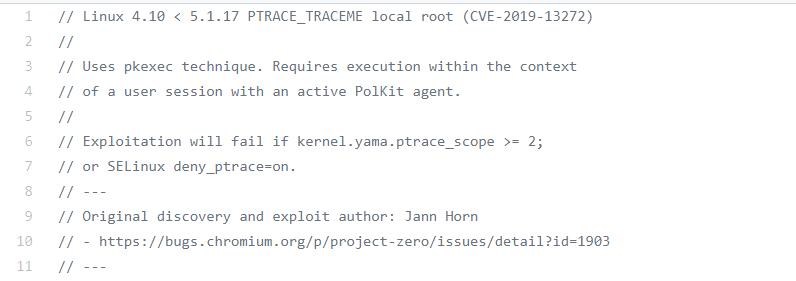 1 // Linux 4.10 < 5.1.17 PTRACE_TRACEME local root (CVE-2019-13272)
2 //
3 // Uses pkexec technique. Requires execution within the context
4 // of a user session with an active PolKit agent.
5 //
6 // Exploitation will fail if kernel.yama.ptrace_scope >= 2;
7 // or SELinux deny_ptrace=on.
8 // ---
9 // Original discovery and exploit author: Jann Horn
10 // - https://bugs.chromium.org/p/project-zero/issues/detail?id=1903
11 // ---